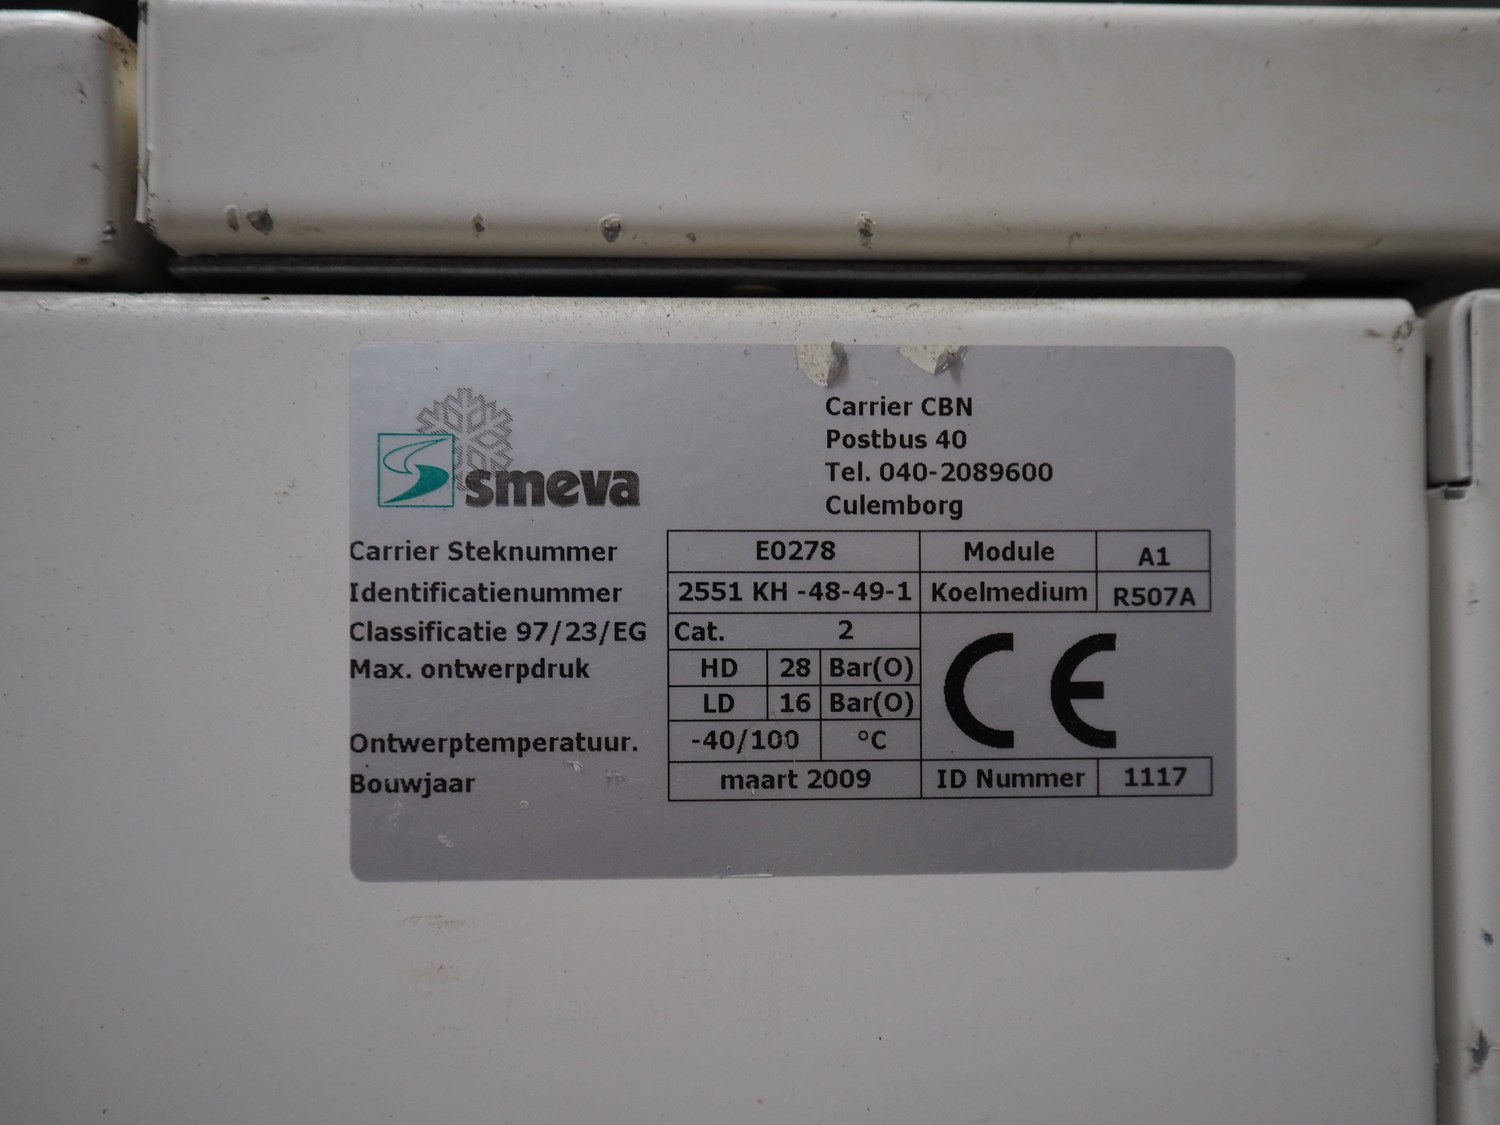 smeva
Carrier CBN
Postbus 40
Tel. 040-2089600
Culemborg
Carrier Steknummer E0278 Module A1
Identificatienummer 2551 KH -48-49-1 Koelmedium R507A
Classificatie 97/23/EG Cat. 2
Max. ontwerpdruk HD 28 Bar(O)
LD 16 Bar(O)
CE
Ontwerptemperatuur. -40/100 °C
Bouwjaar maart 2009 ID Nummer 1117